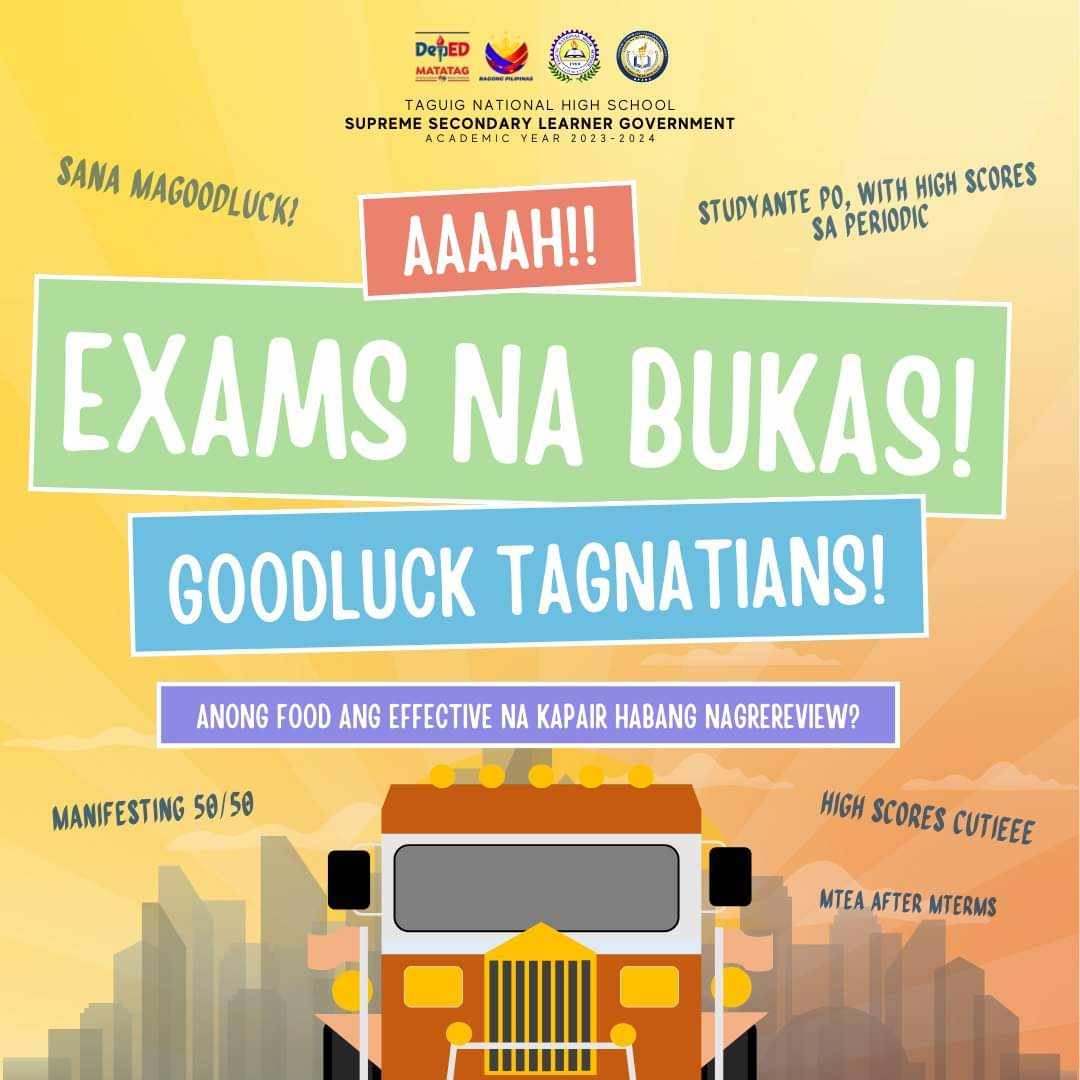 DepED
MATATAG
BAGONG PILIPINAS
TAGUIG NATIONAL HIGH SCHOOL
SUPREME SECONDARY LEARNER GOVERNMENT
ACADEMIC YEAR 2023-2024
SANA MAGOODLUCK!
STUDYANTE PO, WITH HIGH SCORES
SA PERIODIC
AAAAH!!
EXAMS NA BUKAS!
GOODLUCK TAGNATIANS!
ANONG FOOD ANG EFFECTIVE NA KAPAIR HABANG NAGREREVIEW?
MANIFESTING 50/50
HIGH SCORES CUTIEEE
MTEA AFTER MTERMS